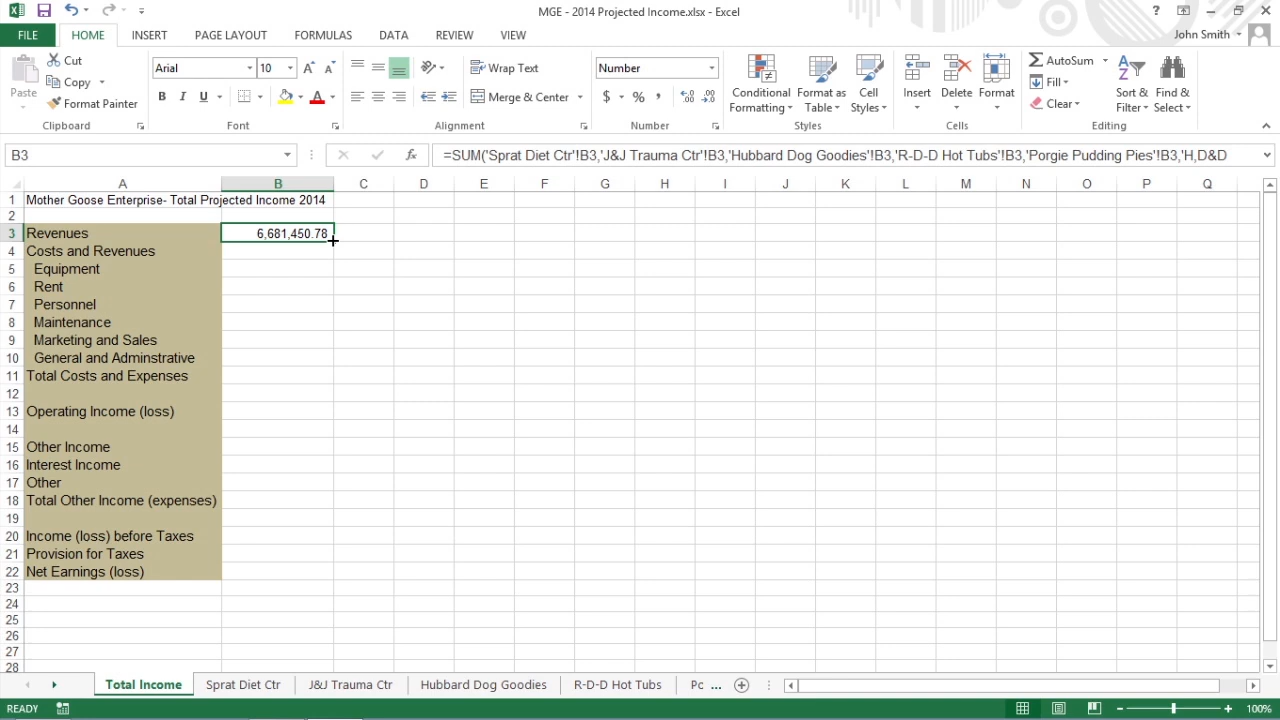 MGE - 2014 Projected Income.xlsx - Excel
?
FILE HOME INSERT PAGE LAYOUT FORMULAS DATA REVIEW VIEW John Smith
Paste
Cut
Copy
Format Painter
Clipboard
Arial 10
B I U A
Font
Wrap Text
Merge & Center
Alignment
Number
$ % ,
Number
Conditional Formatting
Format as Table
Cell Styles
Styles
Insert Delete Format
Cells
AutoSum
Fill
Clear
Sort & Filter
Find & Select
Editing
B3 fx =SUM('Sprat Diet Ctr'!B3,'J&J Trauma Ctr'!B3,'Hubbard Dog Goodies'!B3,'R-D-D Hot Tubs'!B3,'Porgie Pudding Pies'!B3,'H,D&D
A B C D E F G H I J K L M N O P Q
1 Mother Goose Enterprise- Total Projected Income 2014
2
3 Revenues 6,681,450.78
4 Costs and Revenues
5 Equipment
6 Rent
7 Personnel
8 Maintenance
9 Marketing and Sales
10 General and Adminstrative
11 Total Costs and Expenses
12
13 Operating Income (loss)
14
15 Other Income
16 Interest Income
17 Other
18 Total Other Income (expenses)
19
20 Income (loss) before Taxes
21 Provision for Taxes
22 Net Earnings (loss)
23
24
25
26
27
28
Total Income Sprat Diet Ctr J&J Trauma Ctr Hubbard Dog Goodies R-D-D Hot Tubs Pc ...
READY 100%